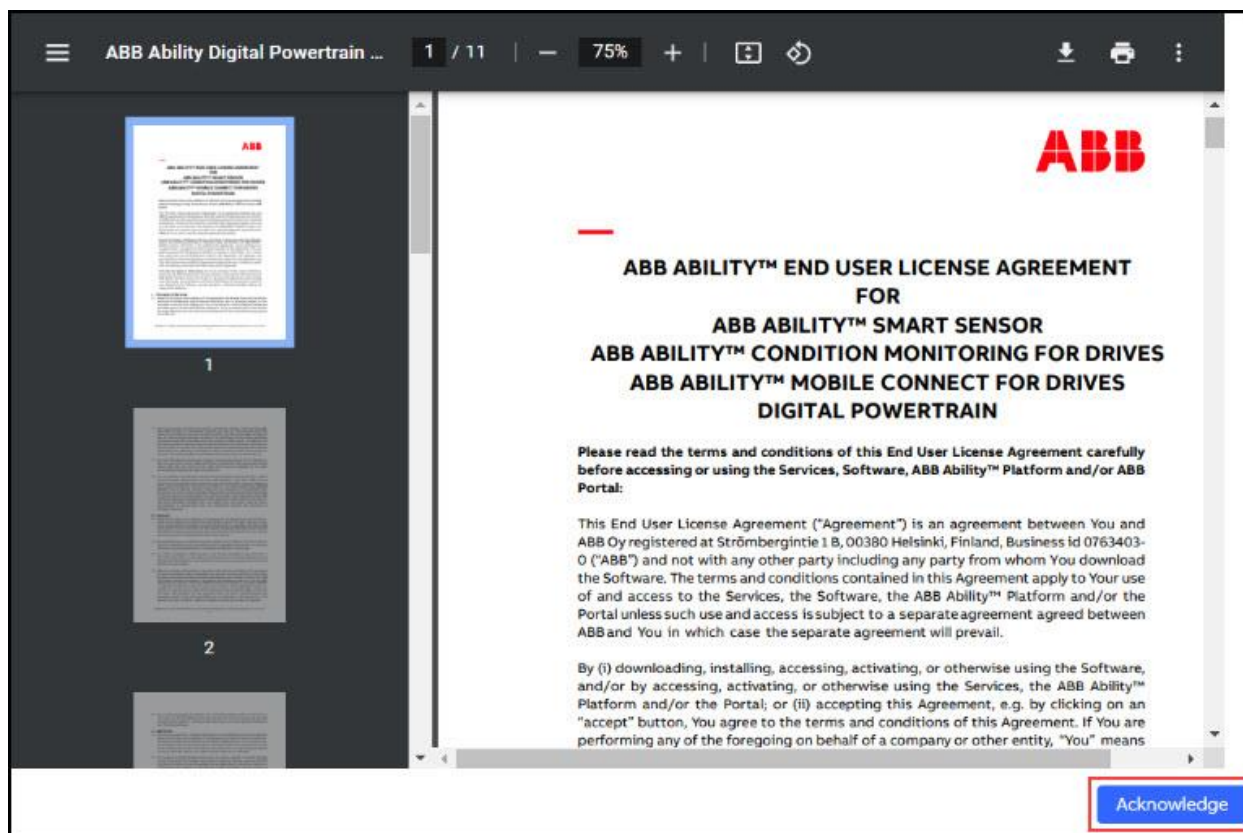 ABB Ability Digital Powertrain ...
1 / 11
75%
ABB
1
2
ABB
ABB ABILITY™ END USER LICENSE AGREEMENT
FOR
ABB ABILITY™ SMART SENSOR
ABB ABILITY™ CONDITION MONITORING FOR DRIVES
ABB ABILITY™ MOBILE CONNECT FOR DRIVES
DIGITAL POWERTRAIN
Please read the terms and conditions of this End User License Agreement carefully
before accessing or using the Services, Software, ABB Ability™ Platform and/or ABB
Portal:
This End User License Agreement (“Agreement”) is an agreement between You and
ABB Oy registered at Strömbergintie 1 B, 00380 Helsinki, Finland, Business id 0763403-
0 (“ABB”) and not with any other party including any party from whom You download
the Software. The terms and conditions contained in this Agreement apply to Your use
of and access to the Services, the Software, the ABB Ability™ Platform and/or the
Portal unless such use and access is subject to a separate agreement agreed between
ABB and You in which case the separate agreement will prevail.
By (i) downloading, installing, accessing, activating, or otherwise using the Software,
and/or by accessing, activating, or otherwise using the Services, the ABB Ability™
Platform and/or the Portal; or (ii) accepting this Agreement, e.g. by clicking on an
“accept” button, You agree to the terms and conditions of this Agreement. If You are
performing any of the foregoing on behalf of a company or other entity, “You” means
Acknowledge